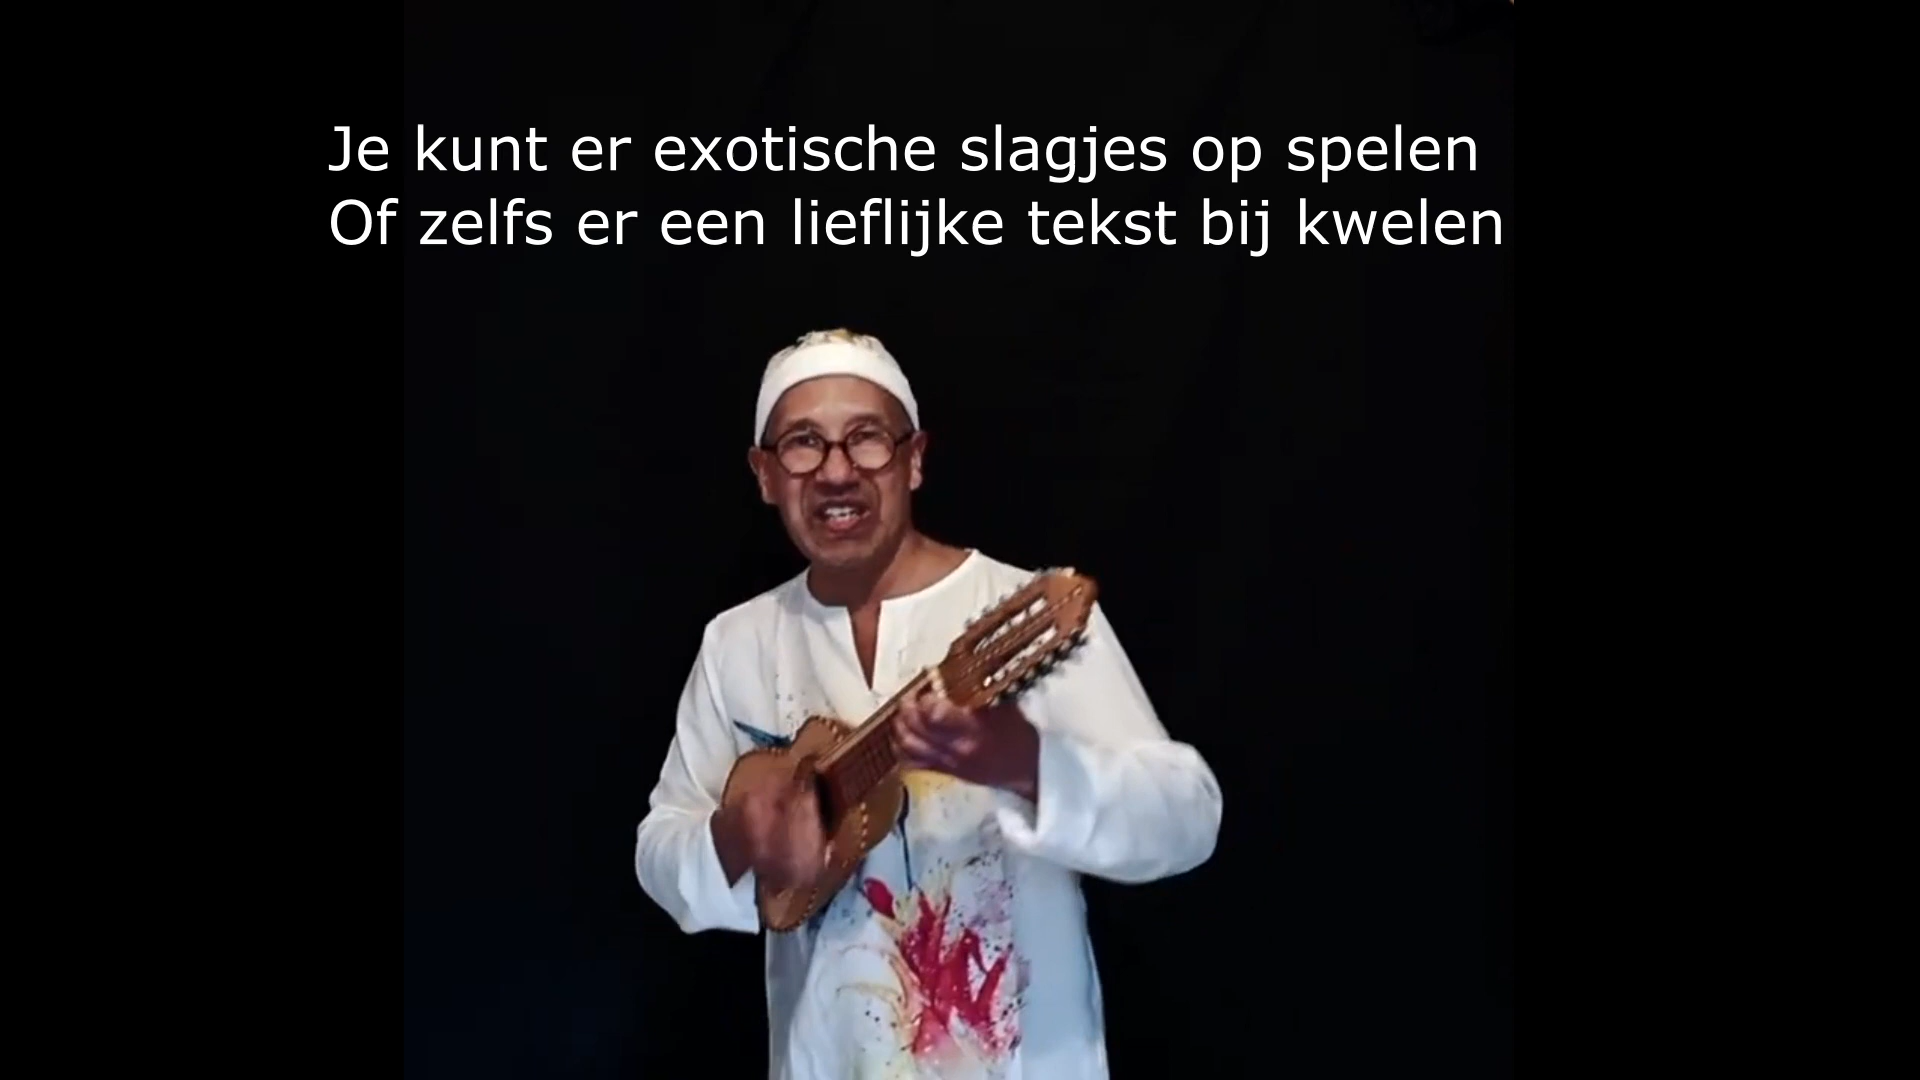 Je kunt er exotische slagjes op spelen
Of zelfs er een lieflijke tekst bij kwelen